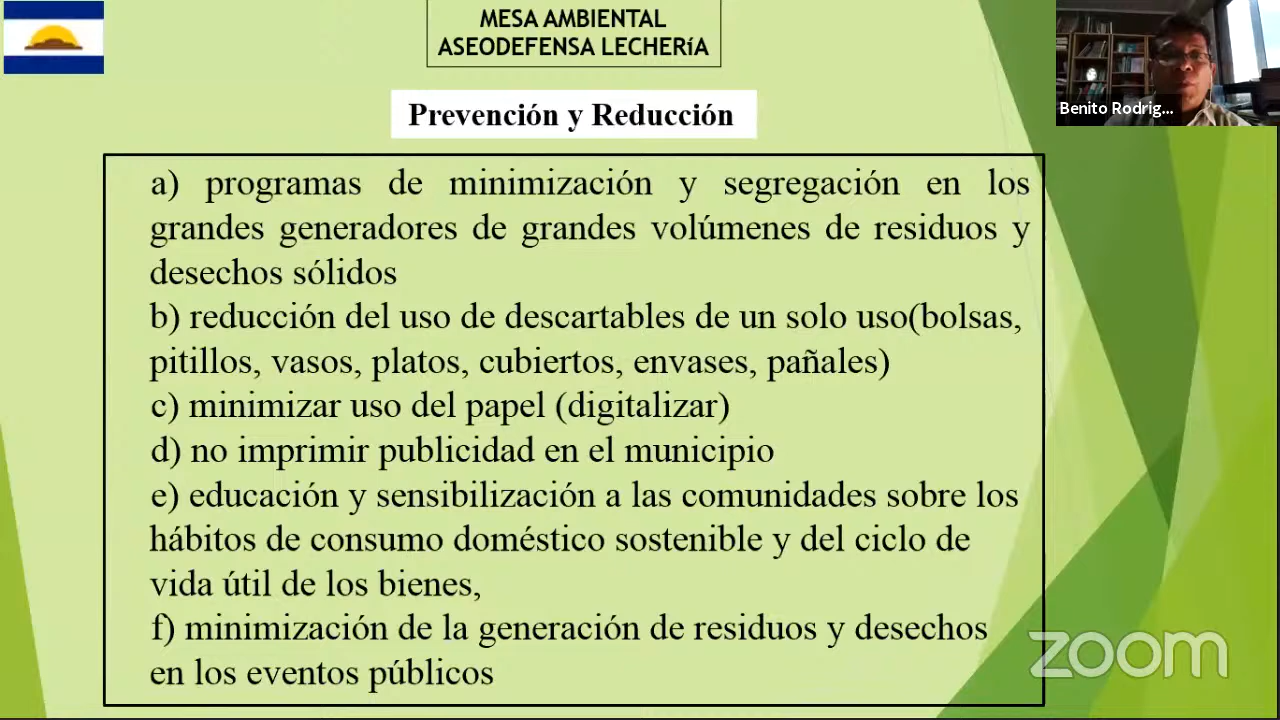 MESA AMBIENTAL
ASEODEFENSA LECHERíA
Benito Rodrig...
Prevención y Reducción
a) programas de minimización y segregación en los
grandes generadores de grandes volúmenes de residuos y
desechos sólidos
b) reducción del uso de descartables de un solo uso(bolsas,
pitillos, vasos, platos, cubiertos, envases, pañales)
c) minimizar uso del papel (digitalizar)
d) no imprimir publicidad en el municipio
e) educación y sensibilización a las comunidades sobre los
hábitos de consumo doméstico sostenible y del ciclo de
vida útil de los bienes,
f) minimización de la generación de residuos y desechos
en los eventos públicos
zoom